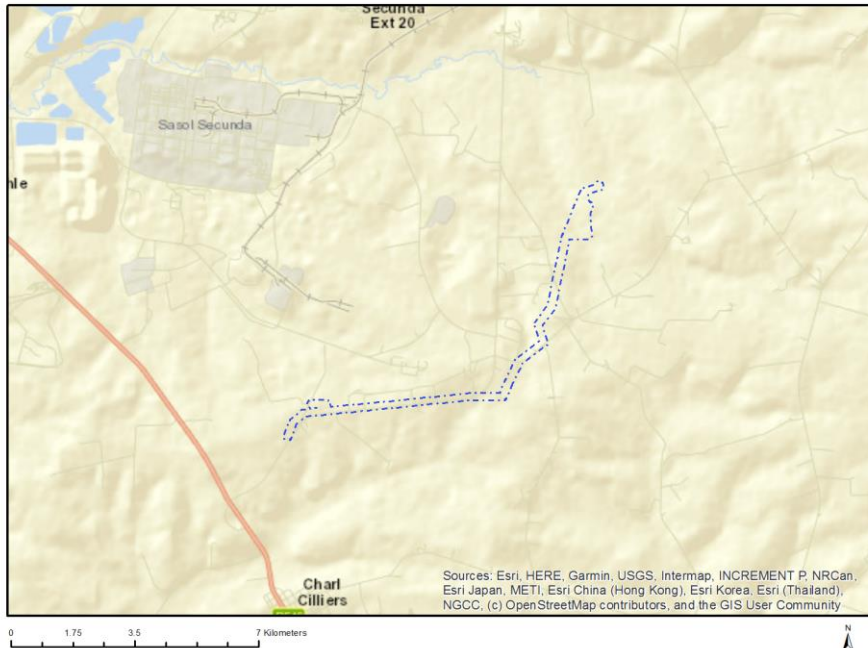 Secunda
Ext 20
Sasol Secunda
nle
Charl
Cilliers
Sources: Esri, HERE, Garmin, USGS, Intermap, INCREMENT P, NRCan,
Esri Japan, METI, Esri China (Hong Kong), Esri Korea, Esri (Thailand),
NGCC, (c) OpenStreetMap contributors, and the GIS User Community
0 1.75 3.5 7 Kilometers
N